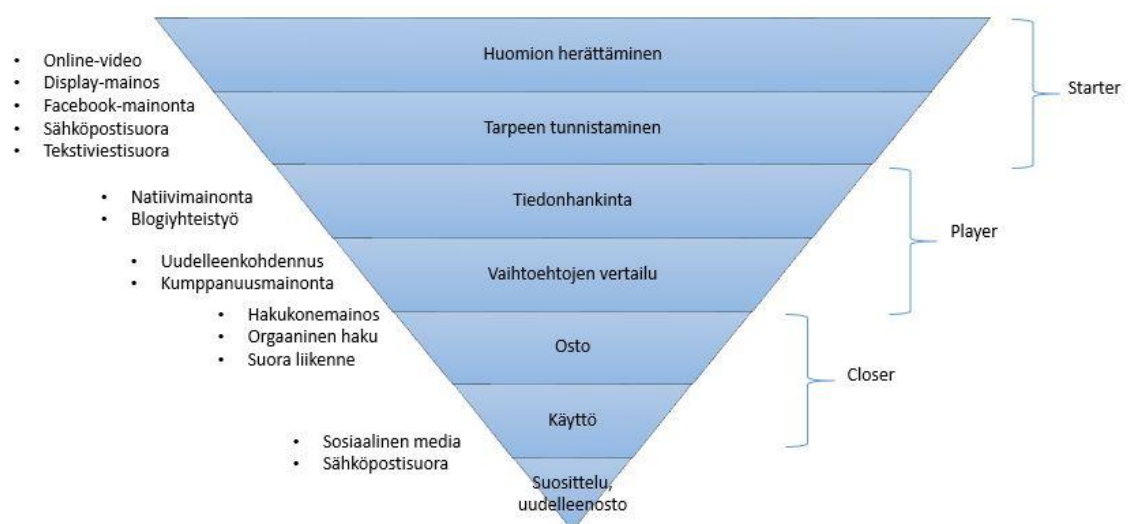 Huomion herättäminen
Online-video
Display-mainos
Facebook-mainonta
Sähköpostisuora
Tekstiviestisuora
Starter
Tarpeen tunnistaminen
Natiivimainonta
Blogiyhteistyö
Tiedonhankinta
Player
Uudelleenkohdennus
Kumppanuusmainonta
Vaihtoehtojen vertailu
Hakukonemainos
Orgaaninen haku
Suora liikenne
Osto
Closer
Käyttö
Sosiaalinen media
Sähköpostisuora
Suosittelu,
uudelleenosto